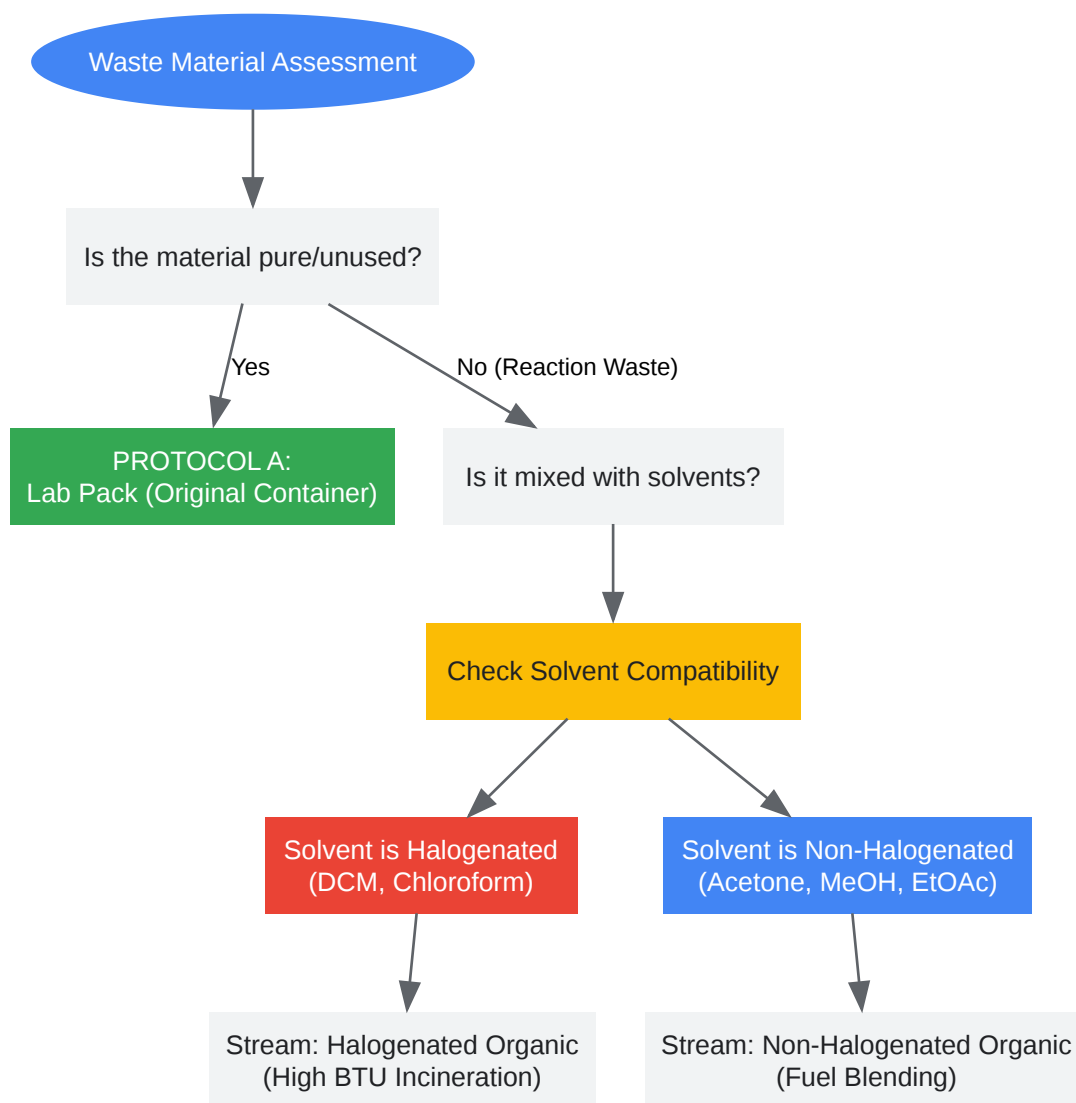 Waste Material Assessment
Is the material pure/unused?
Yes
No (Reaction Waste)
PROTOCOL A:
Lab Pack (Original Container)
Is it mixed with solvents?
Check Solvent Compatibility
Solvent is Halogenated
(DCM, Chloroform)
Solvent is Non-Halogenated
(Acetone, MeOH, EtOAc)
Stream: Halogenated Organic
(High BTU Incineration)
Stream: Non-Halogenated Organic
(Fuel Blending)